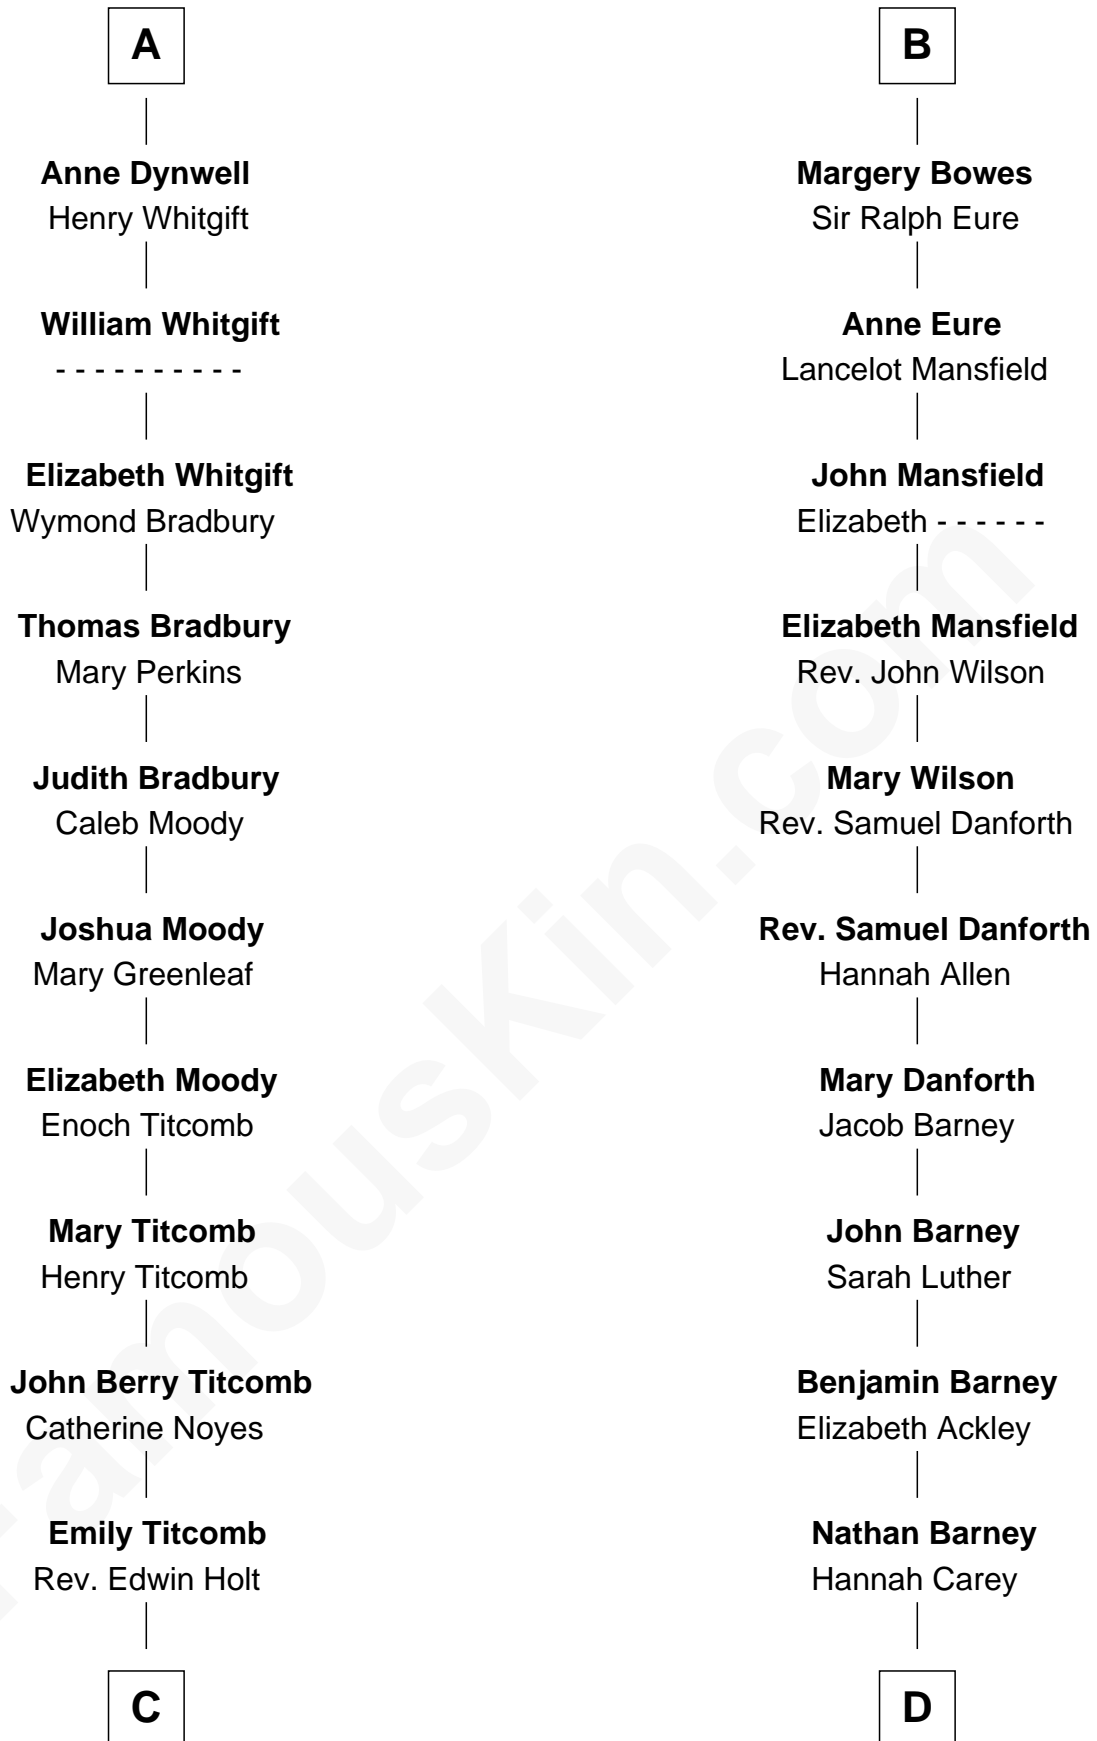 A
Anne Dynwell
Henry Whitgift
William Whitgift
- - - - - - - - - -
Elizabeth Whitgift
Wymond Bradbury
Thomas Bradbury
Mary Perkins
Judith Bradbury
Caleb Moody
Joshua Moody
Mary Greenleaf
Elizabeth Moody
Enoch Titcomb
Mary Titcomb
Henry Titcomb
John Berry Titcomb
Catherine Noyes
Emily Titcomb
Rev. Edwin Holt
C
B
Margery Bowes
Sir Ralph Eure
Anne Eure
Lancelot Mansfield
John Mansfield
Elizabeth - - - - - -
Elizabeth Mansfield
Rev. John Wilson
Mary Wilson
Rev. Samuel Danforth
Rev. Samuel Danforth
Hannah Allen
Mary Danforth
Jacob Barney
John Barney
Sarah Luther
Benjamin Barney
Elizabeth Ackley
Nathan Barney
Hannah Carey
D
FamousKin.com